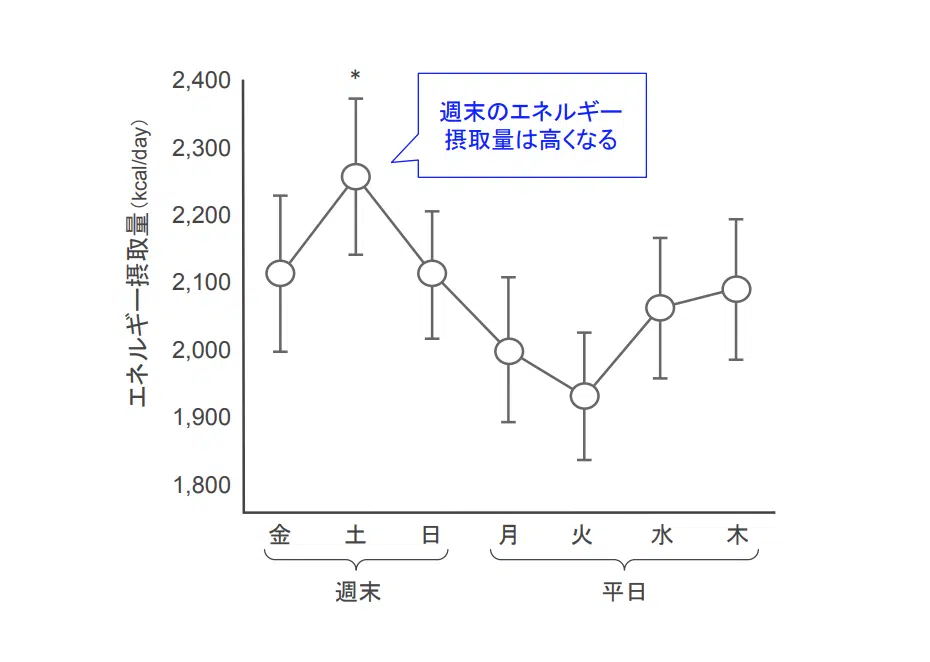 *
週末のエネルギー
摂取量は高くなる
エネルギー摂取量(kcal/day)
2,400
2,300
2,200
2,100
2,000
1,900
1,800
金 土 日 月 火 水 木
週末 平日